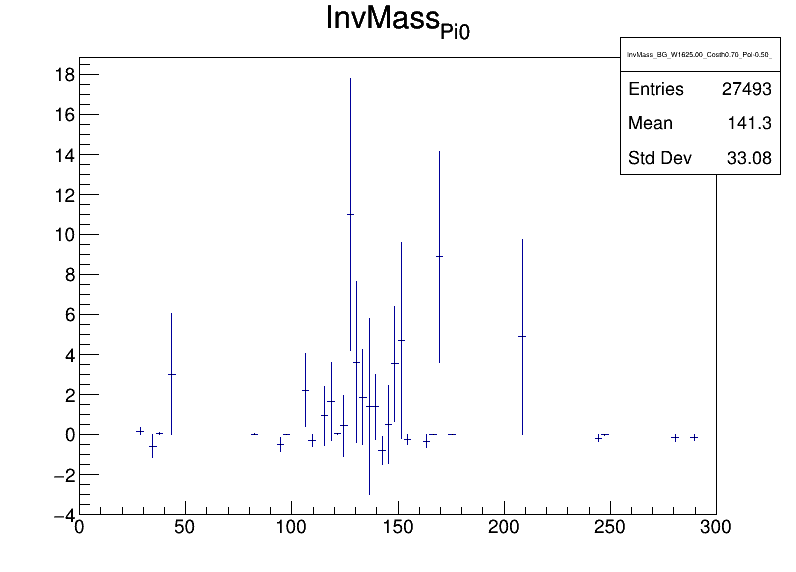 InvMass_Pi0
InvMass_BG_W1625.00_Costh0.70_Pol-0.50_
Entries 27493
Mean 141.3
Std Dev 33.08
18
16
14
12
10
8
6
4
2
0
−2
−4
0 50 100 150 200 250 300